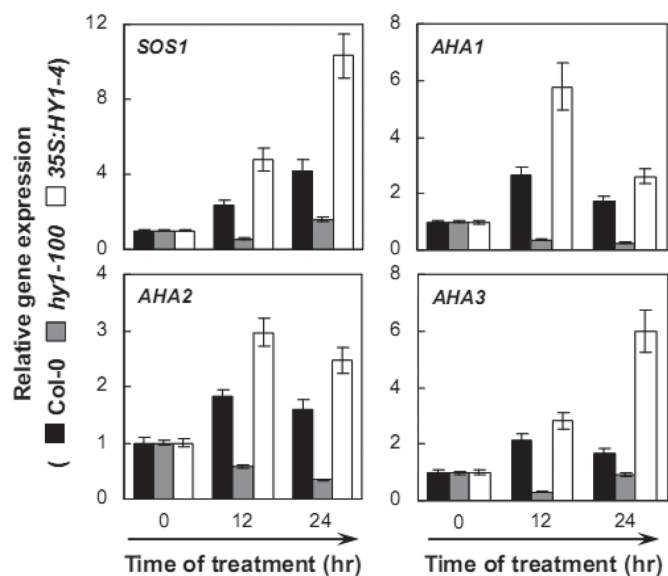 Relative gene expression
( Col-0 hy1-100 35S:HY1-4)
SOS1
12
8
4
0
AHA1
8
6
4
2
0
AHA2
4
3
2
1
0
AHA3
8
6
4
2
0
0 12 24
0 12 24
Time of treatment (hr)
Time of treatment (hr)